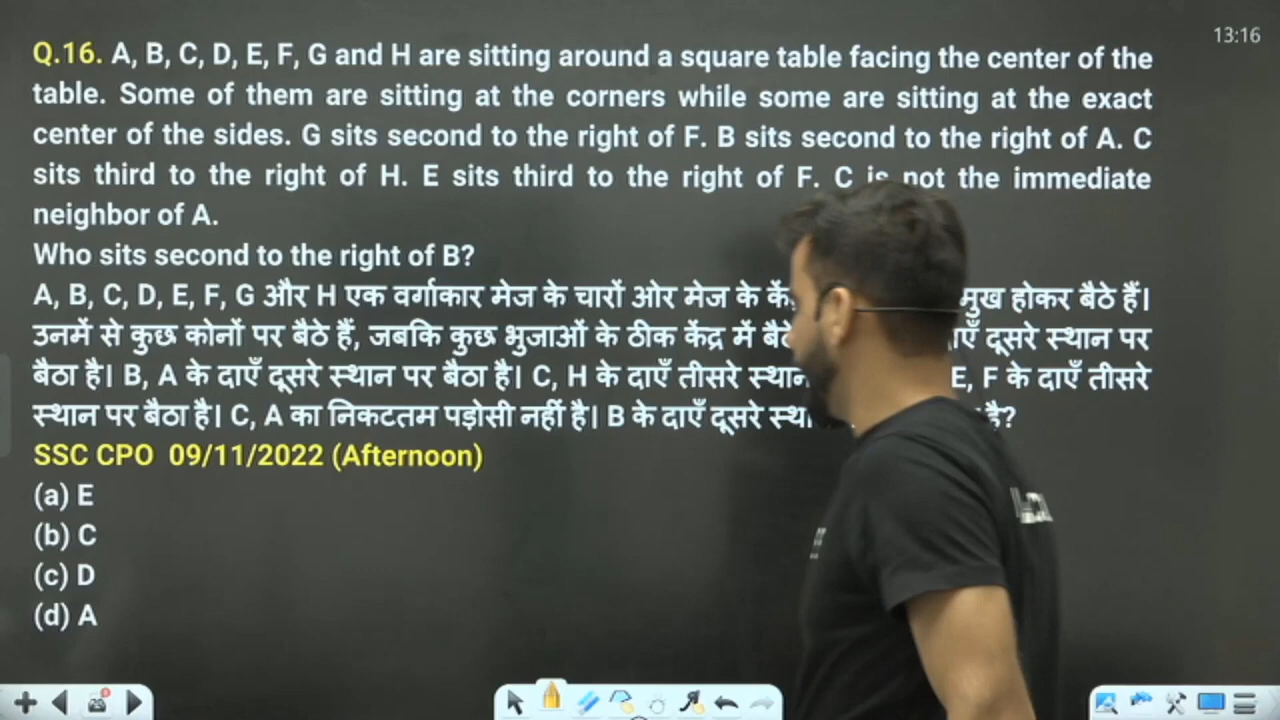 13:16
Q.16. A, B, C, D, E, F, G and H are sitting around a square table facing the center of the
table. Some of them are sitting at the corners while some are sitting at the exact
center of the sides. G sits second to the right of F. B sits second to the right of A. C
sits third to the right of H. E sits third to the right of F. C is not the immediate
neighbor of A.
Who sits second to the right of B?
A, B, C, D, E, F, G और H एक वर्गाकार मेज के चारों ओर मेज के मुख होकर बैठे हैं।
उनमें से कुछ कोनों पर बैठे हैं, जबकि कुछ भुजाओं के ठीक केंद्र में दूसरे स्थान पर
बैठा है। B, A के दाएँ दूसरे स्थान पर बैठा है। C, H के दाएँ तीसरे स्थान E, F के दाएँ तीसरे
स्थान पर बैठा है। C, A का निकटतम पड़ोसी नहीं है। B के दाएँ दूसरे है?
SSC CPO 09/11/2022 (Afternoon)
(a) E
(b) C
(c) D
(d) A